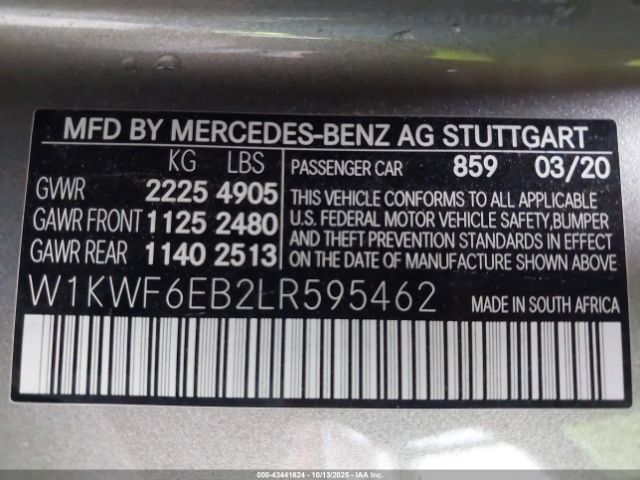 MFD BY MERCEDES-BENZ AG STUTTGART
KG LBS
GVWR 2225 4905
GAWR FRONT 1125 2480
GAWR REAR 1140 2513
PASSENGER CAR 859 03/20
THIS VEHICLE CONFORMS TO ALL APPLICABLE
U.S. FEDERAL MOTOR VEHICLE SAFETY,BUMPER
AND THEFT PREVENTION STANDARDS IN EFFECT
ON THE DATE OF MANUFACTURE SHOWN ABOVE
W1KWF6EB2LR595462
MADE IN SOUTH AFRICA
000-43441624 | 10/13/2025 - IAAK